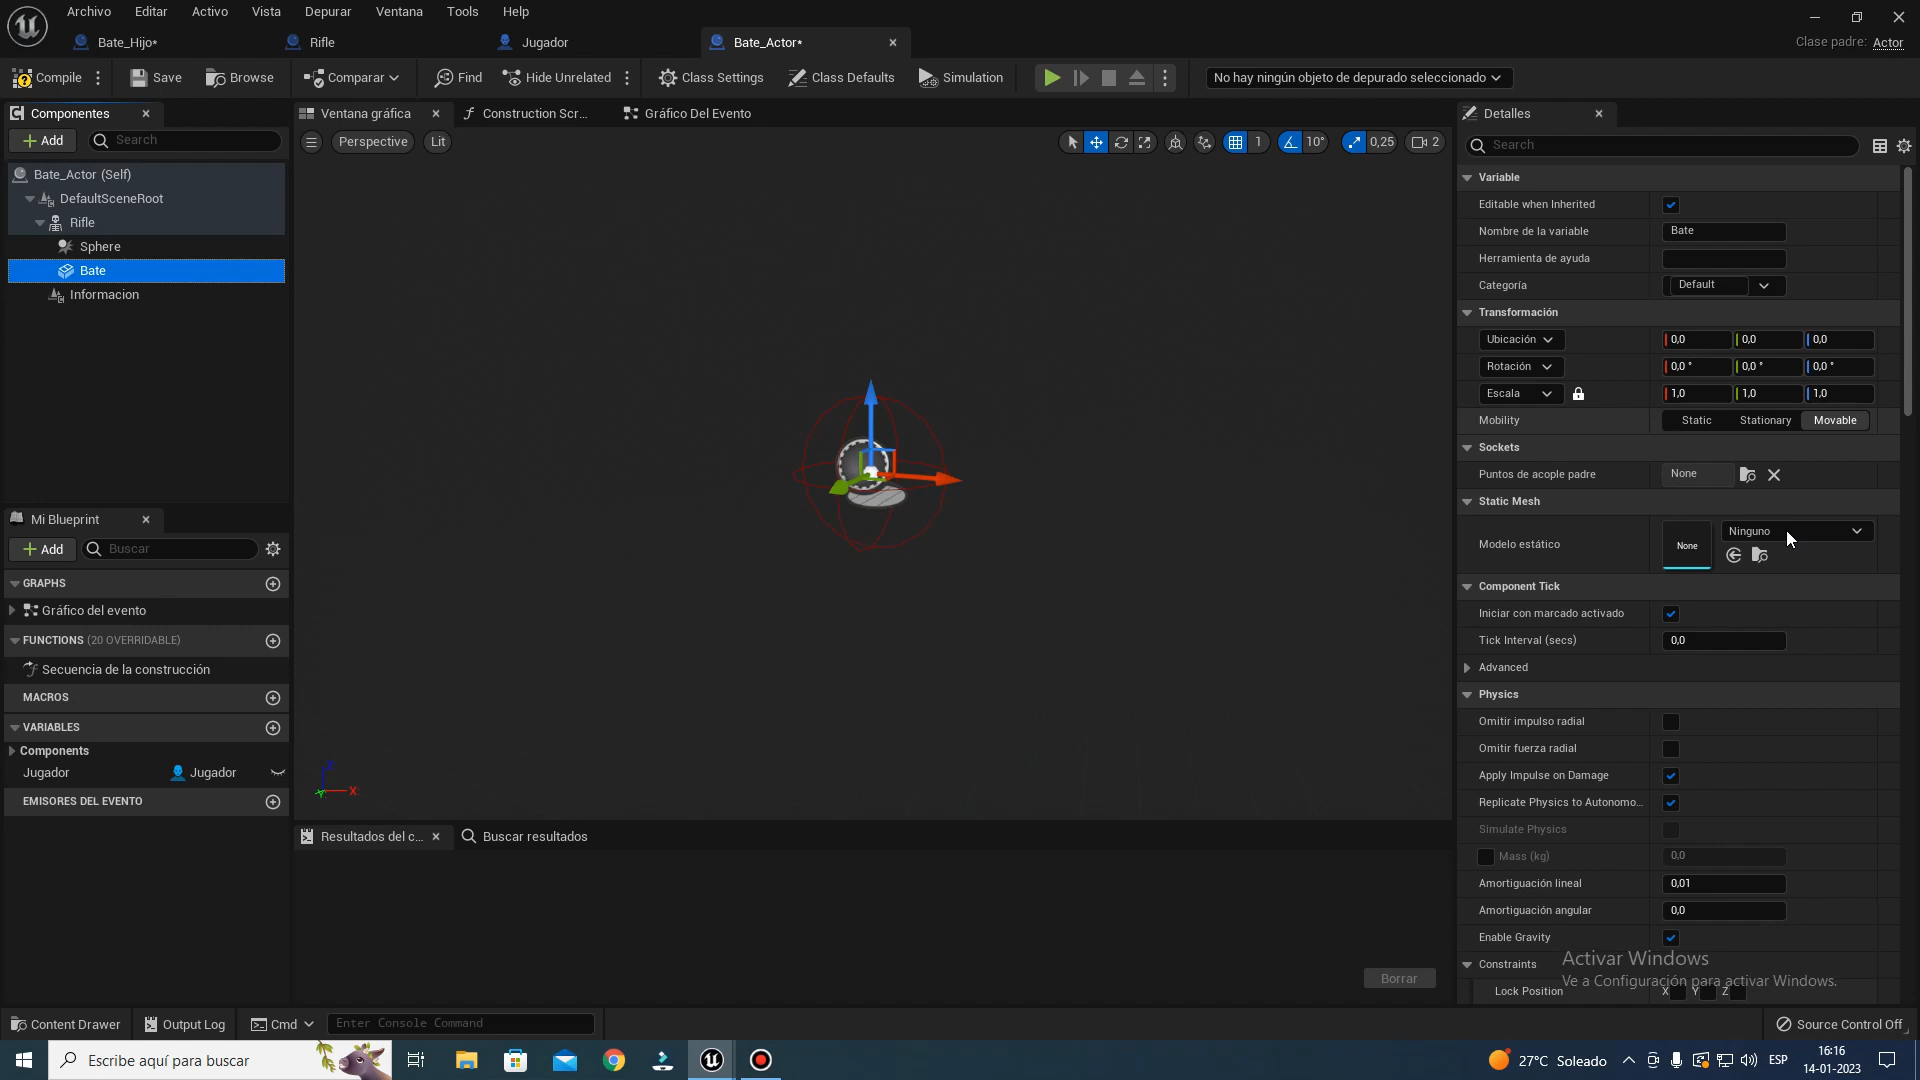 Archivo Editar Activo Vista Depurar Ventana Tools Help
Bate_Hijo* Rifle Jugador Bate_Actor* Clase padre: Actor
Compile Save Browse Comparar Find Hide Unrelated Class Settings Class Defaults Simulation No hay ningún objeto de depurado seleccionado
Componentes
Add Search
Bate_Actor (Self)
DefaultSceneRoot
Rifle
Sphere
Bate
Informacion
Mi Blueprint
Add Buscar
GRAPHS
Gráfico del evento
FUNCTIONS (20 OVERRIDABLE)
Secuencia de la construcción
MACROS
VARIABLES
Components
Jugador Jugador
EMISORES DEL EVENTO
Ventana gráfica Construction Scr... Gráfico Del Evento
Perspective Lit 1 10° 0,25 2
Z
Y X
Resultados del c... Buscar resultados
Borrar
Detalles
Search
Variable
Editable when Inherited
Nombre de la variable Bate
Herramienta de ayuda
Categoría Default
Transformación
Ubicación 0,0 0,0 0,0
Rotación 0,0 ° 0,0 ° 0,0 °
Escala 1,0 1,0 1,0
Mobility Static Stationary Movable
Sockets
Puntos de acople padre None
Static Mesh
Modelo estático None Ninguno
Component Tick
Iniciar con marcado activado
Tick Interval (secs) 0,0
Advanced
Physics
Omitir impulso radial
Omitir fuerza radial
Apply Impulse on Damage
Replicate Physics to Autonomo...
Simulate Physics
Mass (kg) 0,0
Amortiguación lineal 0,01
Amortiguación angular 0,0
Enable Gravity
Constraints
Lock Position X Y Z
Activar Windows
Ve a Configuración para activar Windows.
Content Drawer Output Log Cmd Enter Console Command Source Control Off
Escribe aquí para buscar 27°C Soleado ESP 16:16
14-01-2023